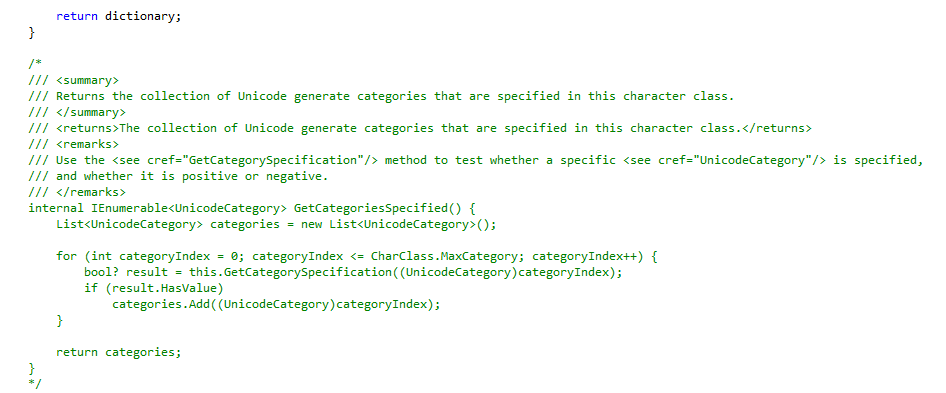 return dictionary;
}

/*
/// <summary>
/// Returns the collection of Unicode generate categories that are specified in this character class.
/// </summary>
/// <returns>The collection of Unicode generate categories that are specified in this character class.</returns>
/// <remarks>
/// Use the <see cref="GetCategorySpecification"/> method to test whether a specific <see cref="UnicodeCategory"/> is specified,
/// and whether it is positive or negative.
/// </remarks>
internal IEnumerable<UnicodeCategory> GetCategoriesSpecified() {
    List<UnicodeCategory> categories = new List<UnicodeCategory>();

    for (int categoryIndex = 0; categoryIndex <= CharClass.MaxCategory; categoryIndex++) {
        bool? result = this.GetCategorySpecification((UnicodeCategory)categoryIndex);
        if (result.HasValue)
            categories.Add((UnicodeCategory)categoryIndex);
    }

    return categories;
}
*/